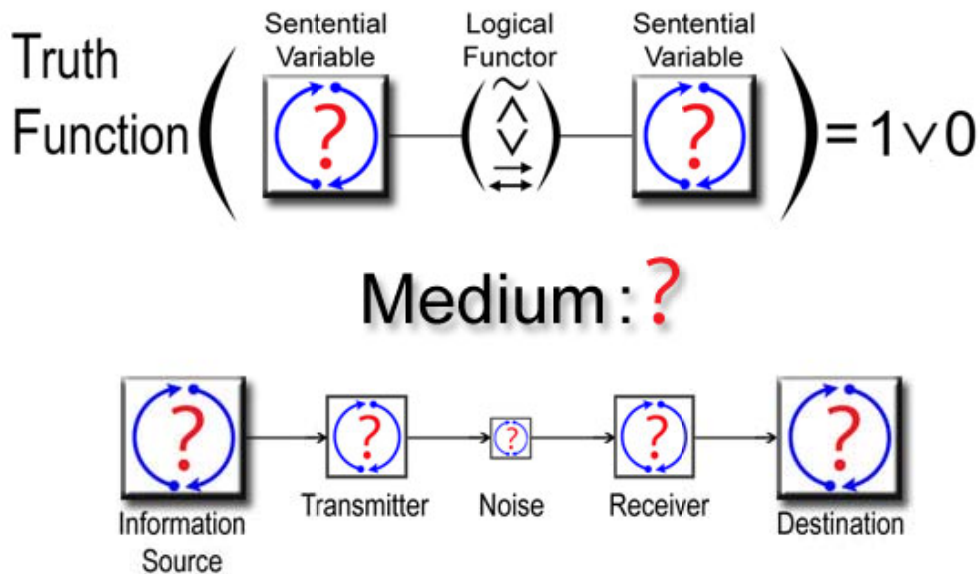 Sentential Variable
Logical Functor
Sentential Variable
Truth Function
(
?
(
~
∧
∨
→
↔
)
?
)
= 1∨0
Medium : ?
?
?
?
?
?
Information Source
Transmitter
Noise
Receiver
Destination